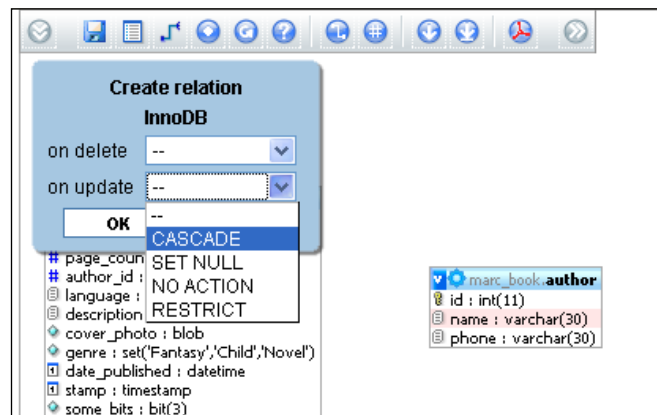 Create relation
InnoDB
on delete --
on update --
OK
--
CASCADE
SET NULL
NO ACTION
RESTRICT
# page_coun
# author_id :
language :
description
cover_photo : blob
genre : set('Fantasy','Child','Novel')
date_published : datetime
stamp : timestamp
some_bits : bit(3)
v marc_book.author
id : int(11)
name : varchar(30)
phone : varchar(30)